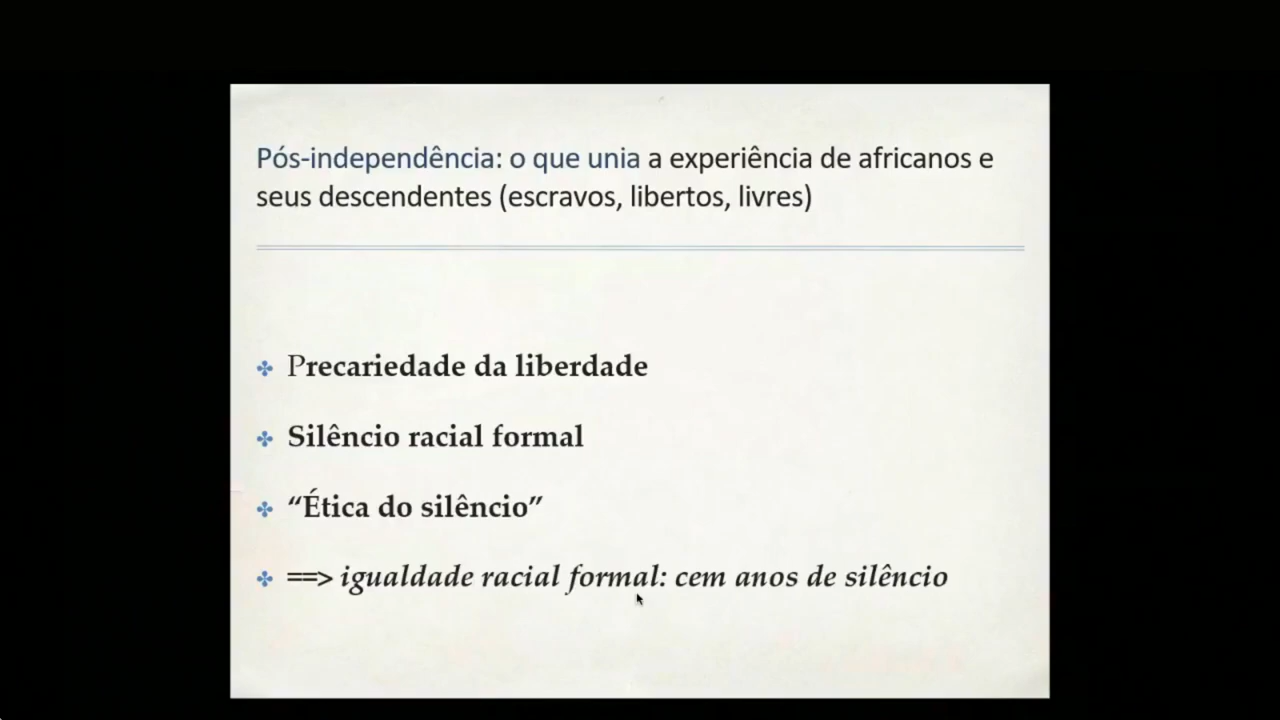 Pós-independência: o que unia a experiência de africanos e
seus descendentes (escravos, libertos, livres)
Precariedade da liberdade
Silêncio racial formal
“Ética do silêncio”
==> igualdade racial formal: cem anos de silêncio